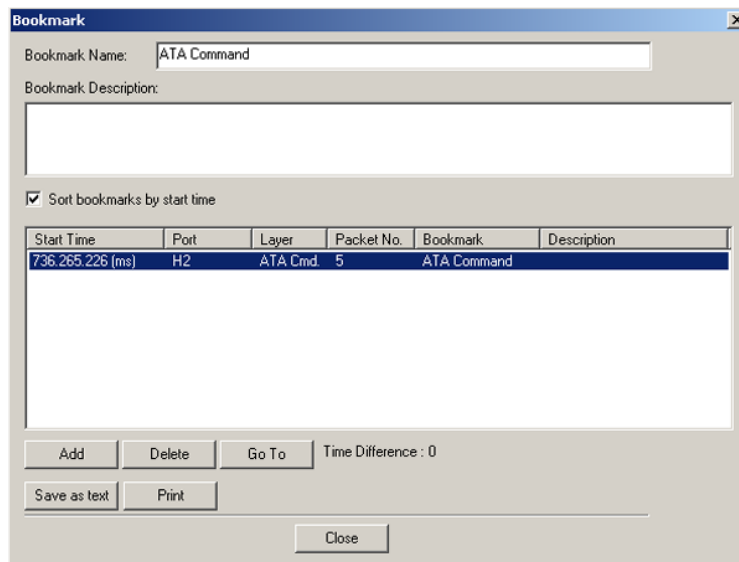 Bookmark
Bookmark Name: ATA Command
Bookmark Description:
Sort bookmarks by start time
Start Time Port Layer Packet No. Bookmark Description
736.265.226 (ms) H2 ATA Cmd. 5 ATA Command
Add Delete Go To Time Difference : 0
Save as text Print
Close